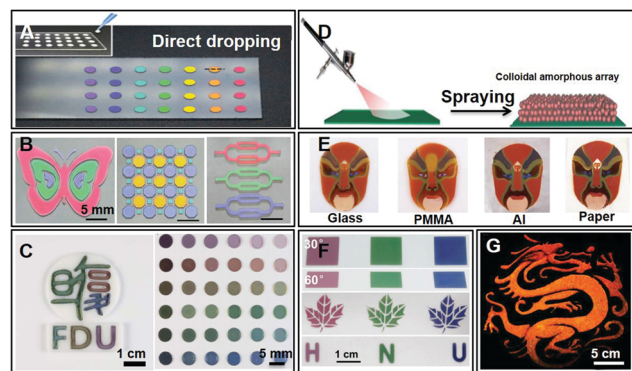 A
Direct dropping
B
5 mm
C
FDU
1 cm
5 mm
D
Spraying
Colloidal amorphous array
E
Glass
PMMA
Al
Paper
F
30°
60°
H N U
1 cm
G
5 cm